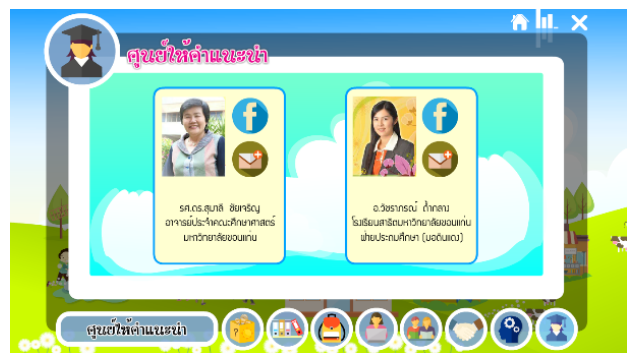 ศูนย์ให้คำแนะนำ
รศ.ดร.สุมาลี ชัยเจริญ
อาจารย์ประจำคณะศึกษาศาสตร์
มหาวิทยาลัยขอนแก่น
อ.วัชราภรณ์ ต่ำกลาง
โรงเรียนสาธิตมหาวิทยาลัยขอนแก่น
ฝ่ายประถมศึกษา (มอดินแดง)
ศูนย์ให้คำแนะนำ